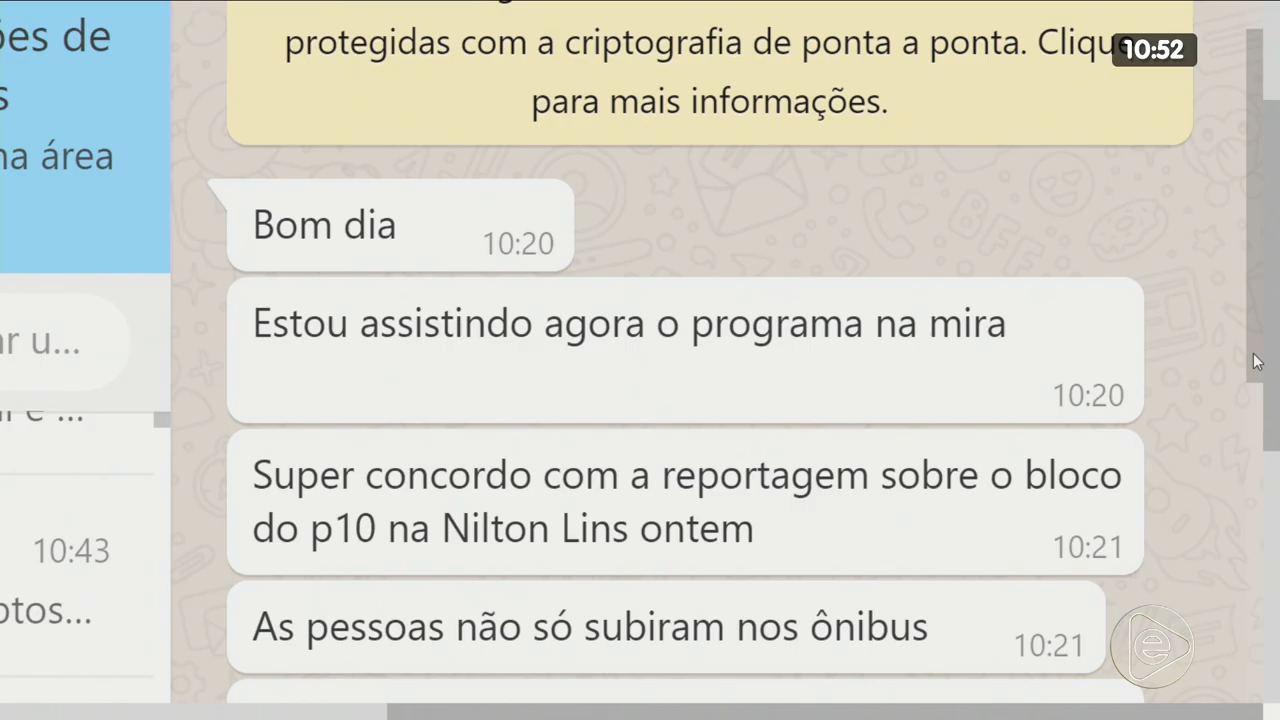 ões de
s
na área
protegidas com a criptografia de ponta a ponta. Clique
10:52
para mais informações.
Bom dia
10:20
Estou assistindo agora o programa na mira
10:20
ar u...
Super concordo com a reportagem sobre o bloco
do p10 na Nilton Lins ontem
10:21
10:43
otos...
As pessoas não só subiram nos ônibus
10:21
e